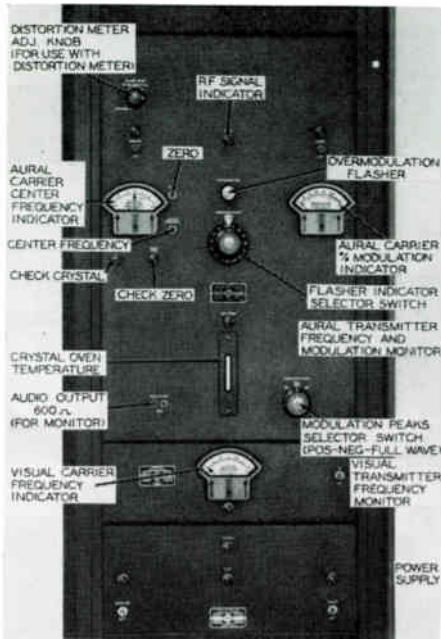 DISTORTION METER
ADJ. KNOB
(FOR USE WITH
DISTORTION METER)
R.F. SIGNAL
INDICATOR
ZERO
OVERMODULATION
FLASHER
AURAL
CARRIER
CENTER
FREQUENCY
INDICATOR
CENTER FREQUENCY
AURAL CARRIER
% MODULATION
INDICATOR
CHECK CRYSTAL
CHECK ZERO
FLASHER INDICATOR
SELECTOR SWITCH
AURAL TRANSMITTER
FREQUENCY AND
MODULATION MONITOR
CRYSTAL OVEN
TEMPERATURE
AUDIO OUTPUT
600 Ω
(FOR MONITOR)
MODULATION PEAKS
SELECTOR SWITCH
(POS-NEG-FULL WAVE)
VISUAL CARRIER
FREQUENCY
INDICATOR
VISUAL
TRANSMITTER
FREQUENCY
MONITOR
POWER
SUPPLY